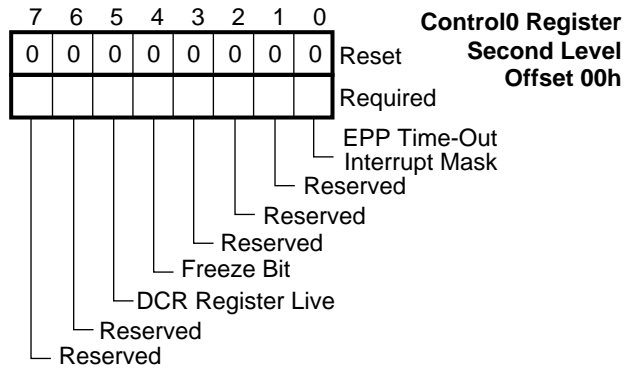 7 6 5 4 3 2 1 0
Control0 Register
Second Level
Offset 00h
0 0 0 0 0 0 0 0 Reset
Required
EPP Time-Out
Interrupt Mask
Reserved
Reserved
Reserved
Freeze Bit
DCR Register Live
Reserved
Reserved